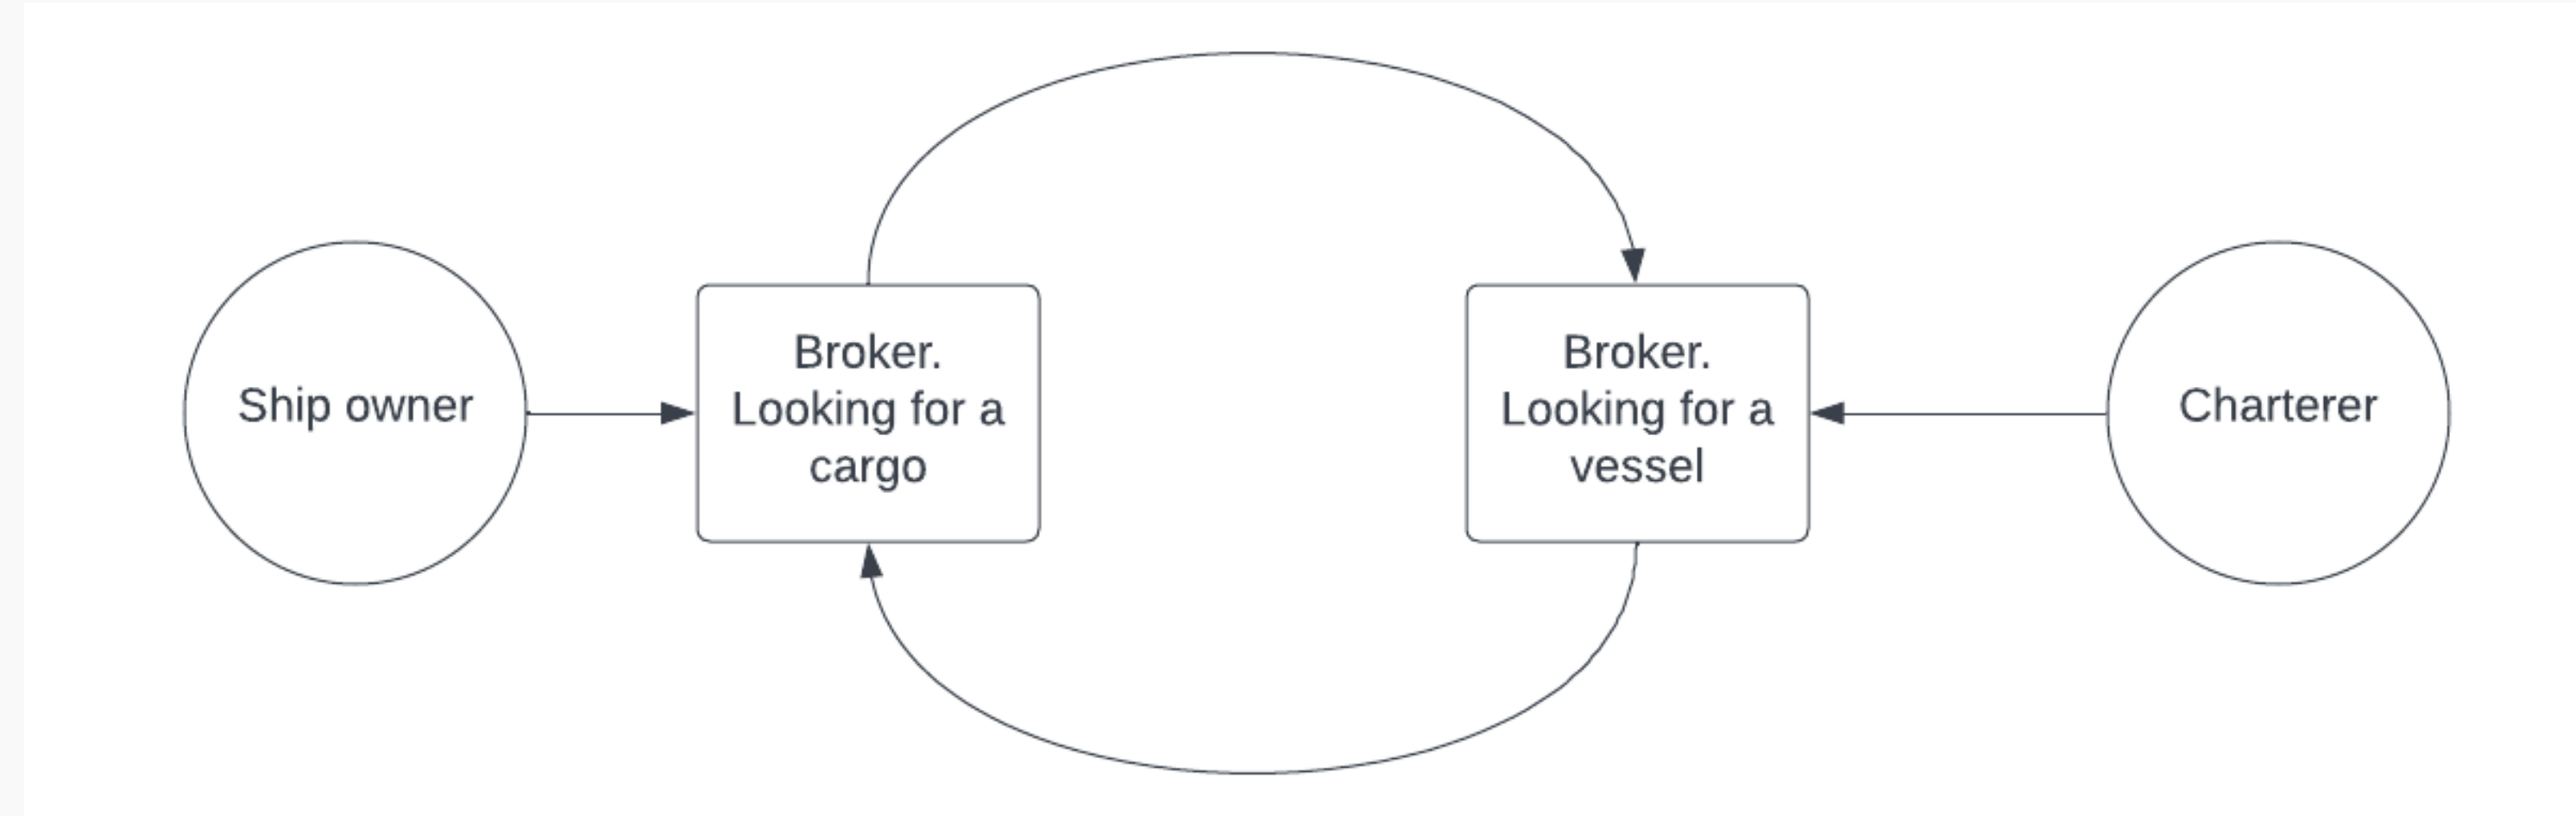 Ship owner
Broker.
Looking for a
cargo
Broker.
Looking for a
vessel
Charterer